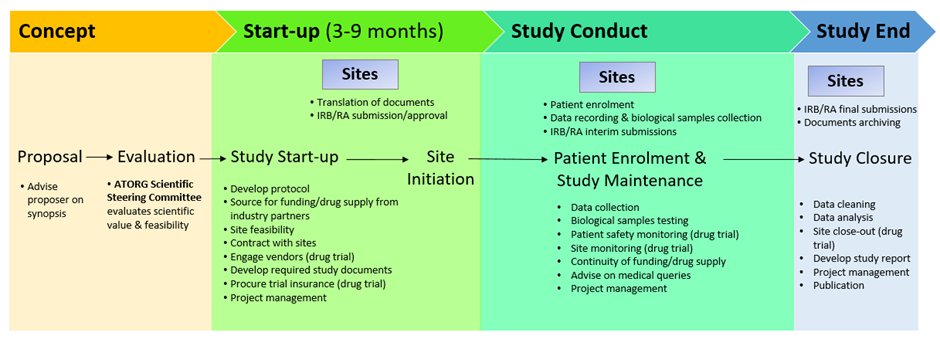 Concept
Start-up (3-9 months)
Study Conduct
Study End
Sites
• Translation of documents
• IRB/RA submission/approval
Sites
• Patient enrolment
• Data recording & biological samples collection
• IRB/RA interim submissions
Sites
• IRB/RA final submissions
• Documents archiving
Proposal
• Advise
proposer on
synopsis
Evaluation
• ATORG Scientific
Steering Committee
evaluates scientific
value & feasibility
Study Start-up
• Develop protocol
• Source for funding/drug supply from
industry partners
• Site feasibility
• Contract with sites
• Engage vendors (drug trial)
• Develop required study documents
• Procure trial insurance (drug trial)
• Project management
Site
Initiation
Patient Enrolment &
Study Maintenance
• Data collection
• Biological samples testing
• Patient safety monitoring (drug trial)
• Site monitoring (drug trial)
• Continuity of funding/drug supply
• Advise on medical queries
• Project management
Study Closure
• Data cleaning
• Data analysis
• Site close-out (drug
trial)
• Develop study report
• Project management
• Publication